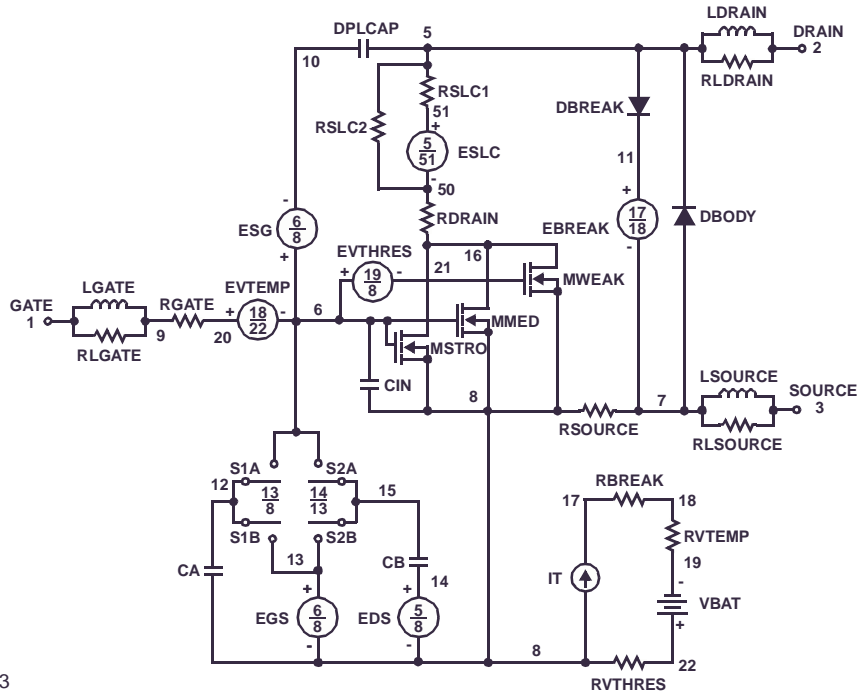 LDRAIN
DPLCAP 5 DRAIN
10 2
RLDRAIN
RSLC1
51
DBREAK
RSLC2
+
5
51
ESLC
-
50
11
-
RDRAIN
+
17
18
EBREAK
DBODY
-
ESG
6
8
+
EVTHRES
16
+ 19
8
- 21
MWEAK
LGATE
EVTEMP
GATE
1
RGATE
+ 18
22
- 6
9 20
RLGATE
MMED
MSTRO
CIN
8 7
LSOURCE
SOURCE
3
RSOURCE
RLSOURCE
S1A S2A
12
13
8
14
13
15
S1B S2B
13
CA
CB
14
+
EGS
6
8
-
+
EDS
5
8
-
RBREAK
17 18
RVTEMP
19
IT
-
VBAT
+
8
22
RVTHRES
3